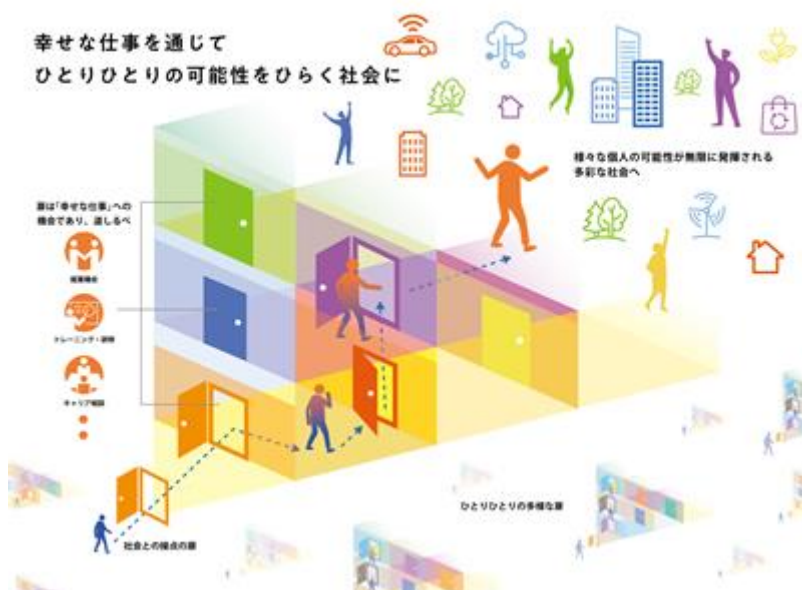 幸せな仕事を通じて
ひとりひとりの可能性をひらく社会に
様々な個人の可能性が無限に発揮される
多彩な社会へ
扉は「幸せな仕事」への
機会であり、道しるべ
就業機会
トレーニング・研修
キャリア相談
ひとりひとりの多様な扉
社会との接点の扉